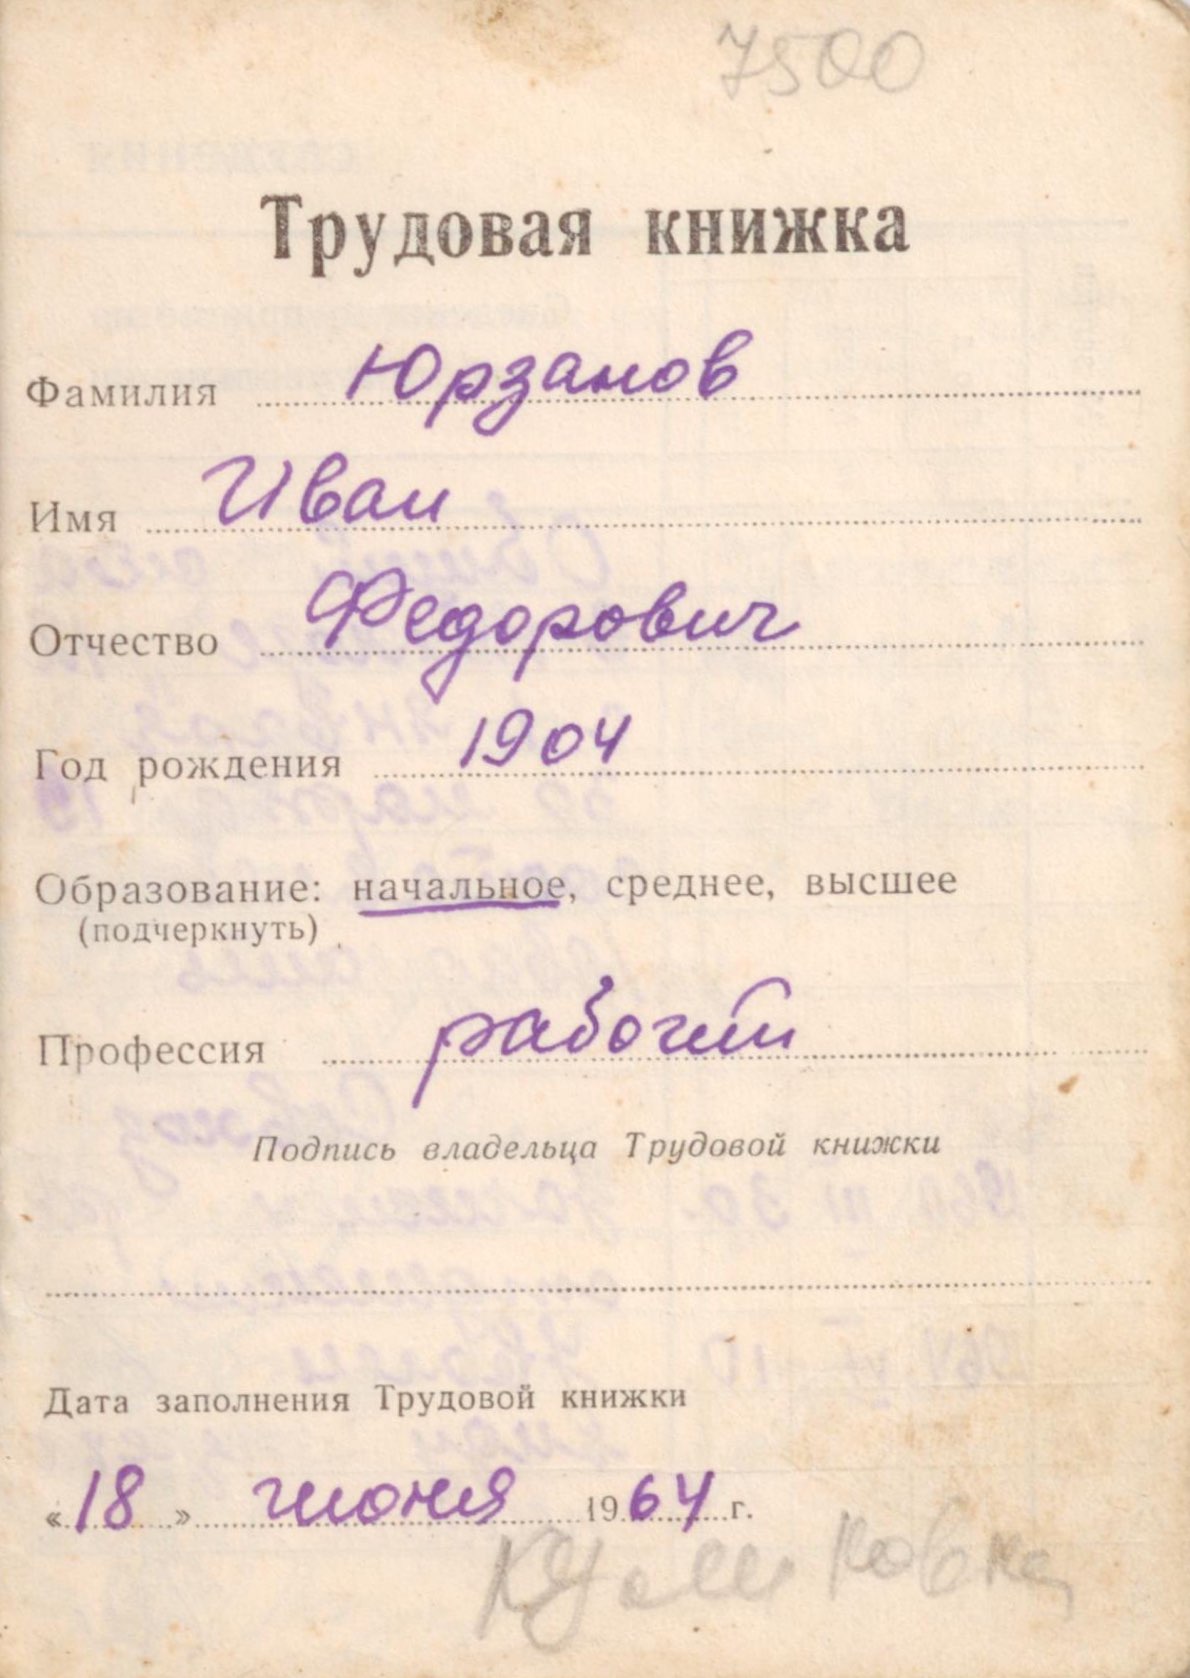 7500
Трудовая книжка
Фамилия Юрзанов
Имя Иван
Отчество Федорович
Год рождения 1904
Образование: начальное, среднее, высшее
(подчеркнуть)
Профессия рабочий
Подпись владельца Трудовой книжки
Дата заполнения Трудовой книжки
«18» июня 1964 г.